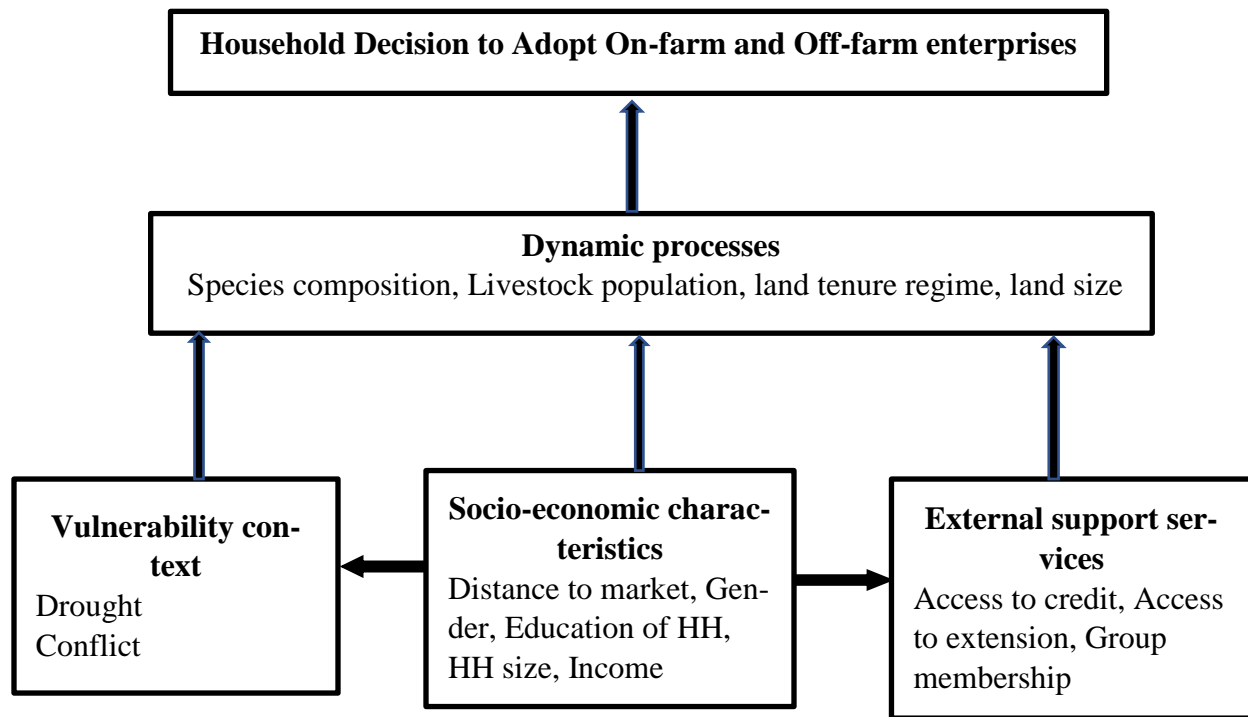 Household Decision to Adopt On-farm and Off-farm enterprises
Dynamic processes
Species composition, Livestock population, land tenure regime, land size
Vulnerability con-
text
Drought
Conflict
Socio-economic charac-
teristics
Distance to market, Gen-
der, Education of HH,
HH size, Income
External support ser-
vices
Access to credit, Access
to extension, Group
membership